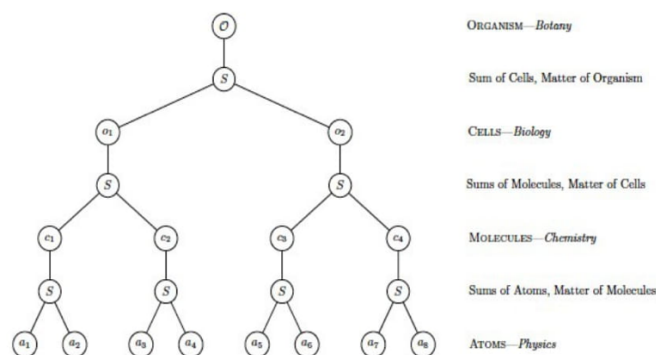 O ORGANISM—Botany
S Sum of Cells, Matter of Organism
o₁ o₂ CELLS—Biology
S S Sums of Molecules, Matter of Cells
c₁ c₂ c₃ c₄ MOLECULES—Chemistry
S S S S Sums of Atoms, Matter of Molecules
a₁ a₂ a₃ a₄ a₅ a₆ a₇ a₈ ATOMS—Physics